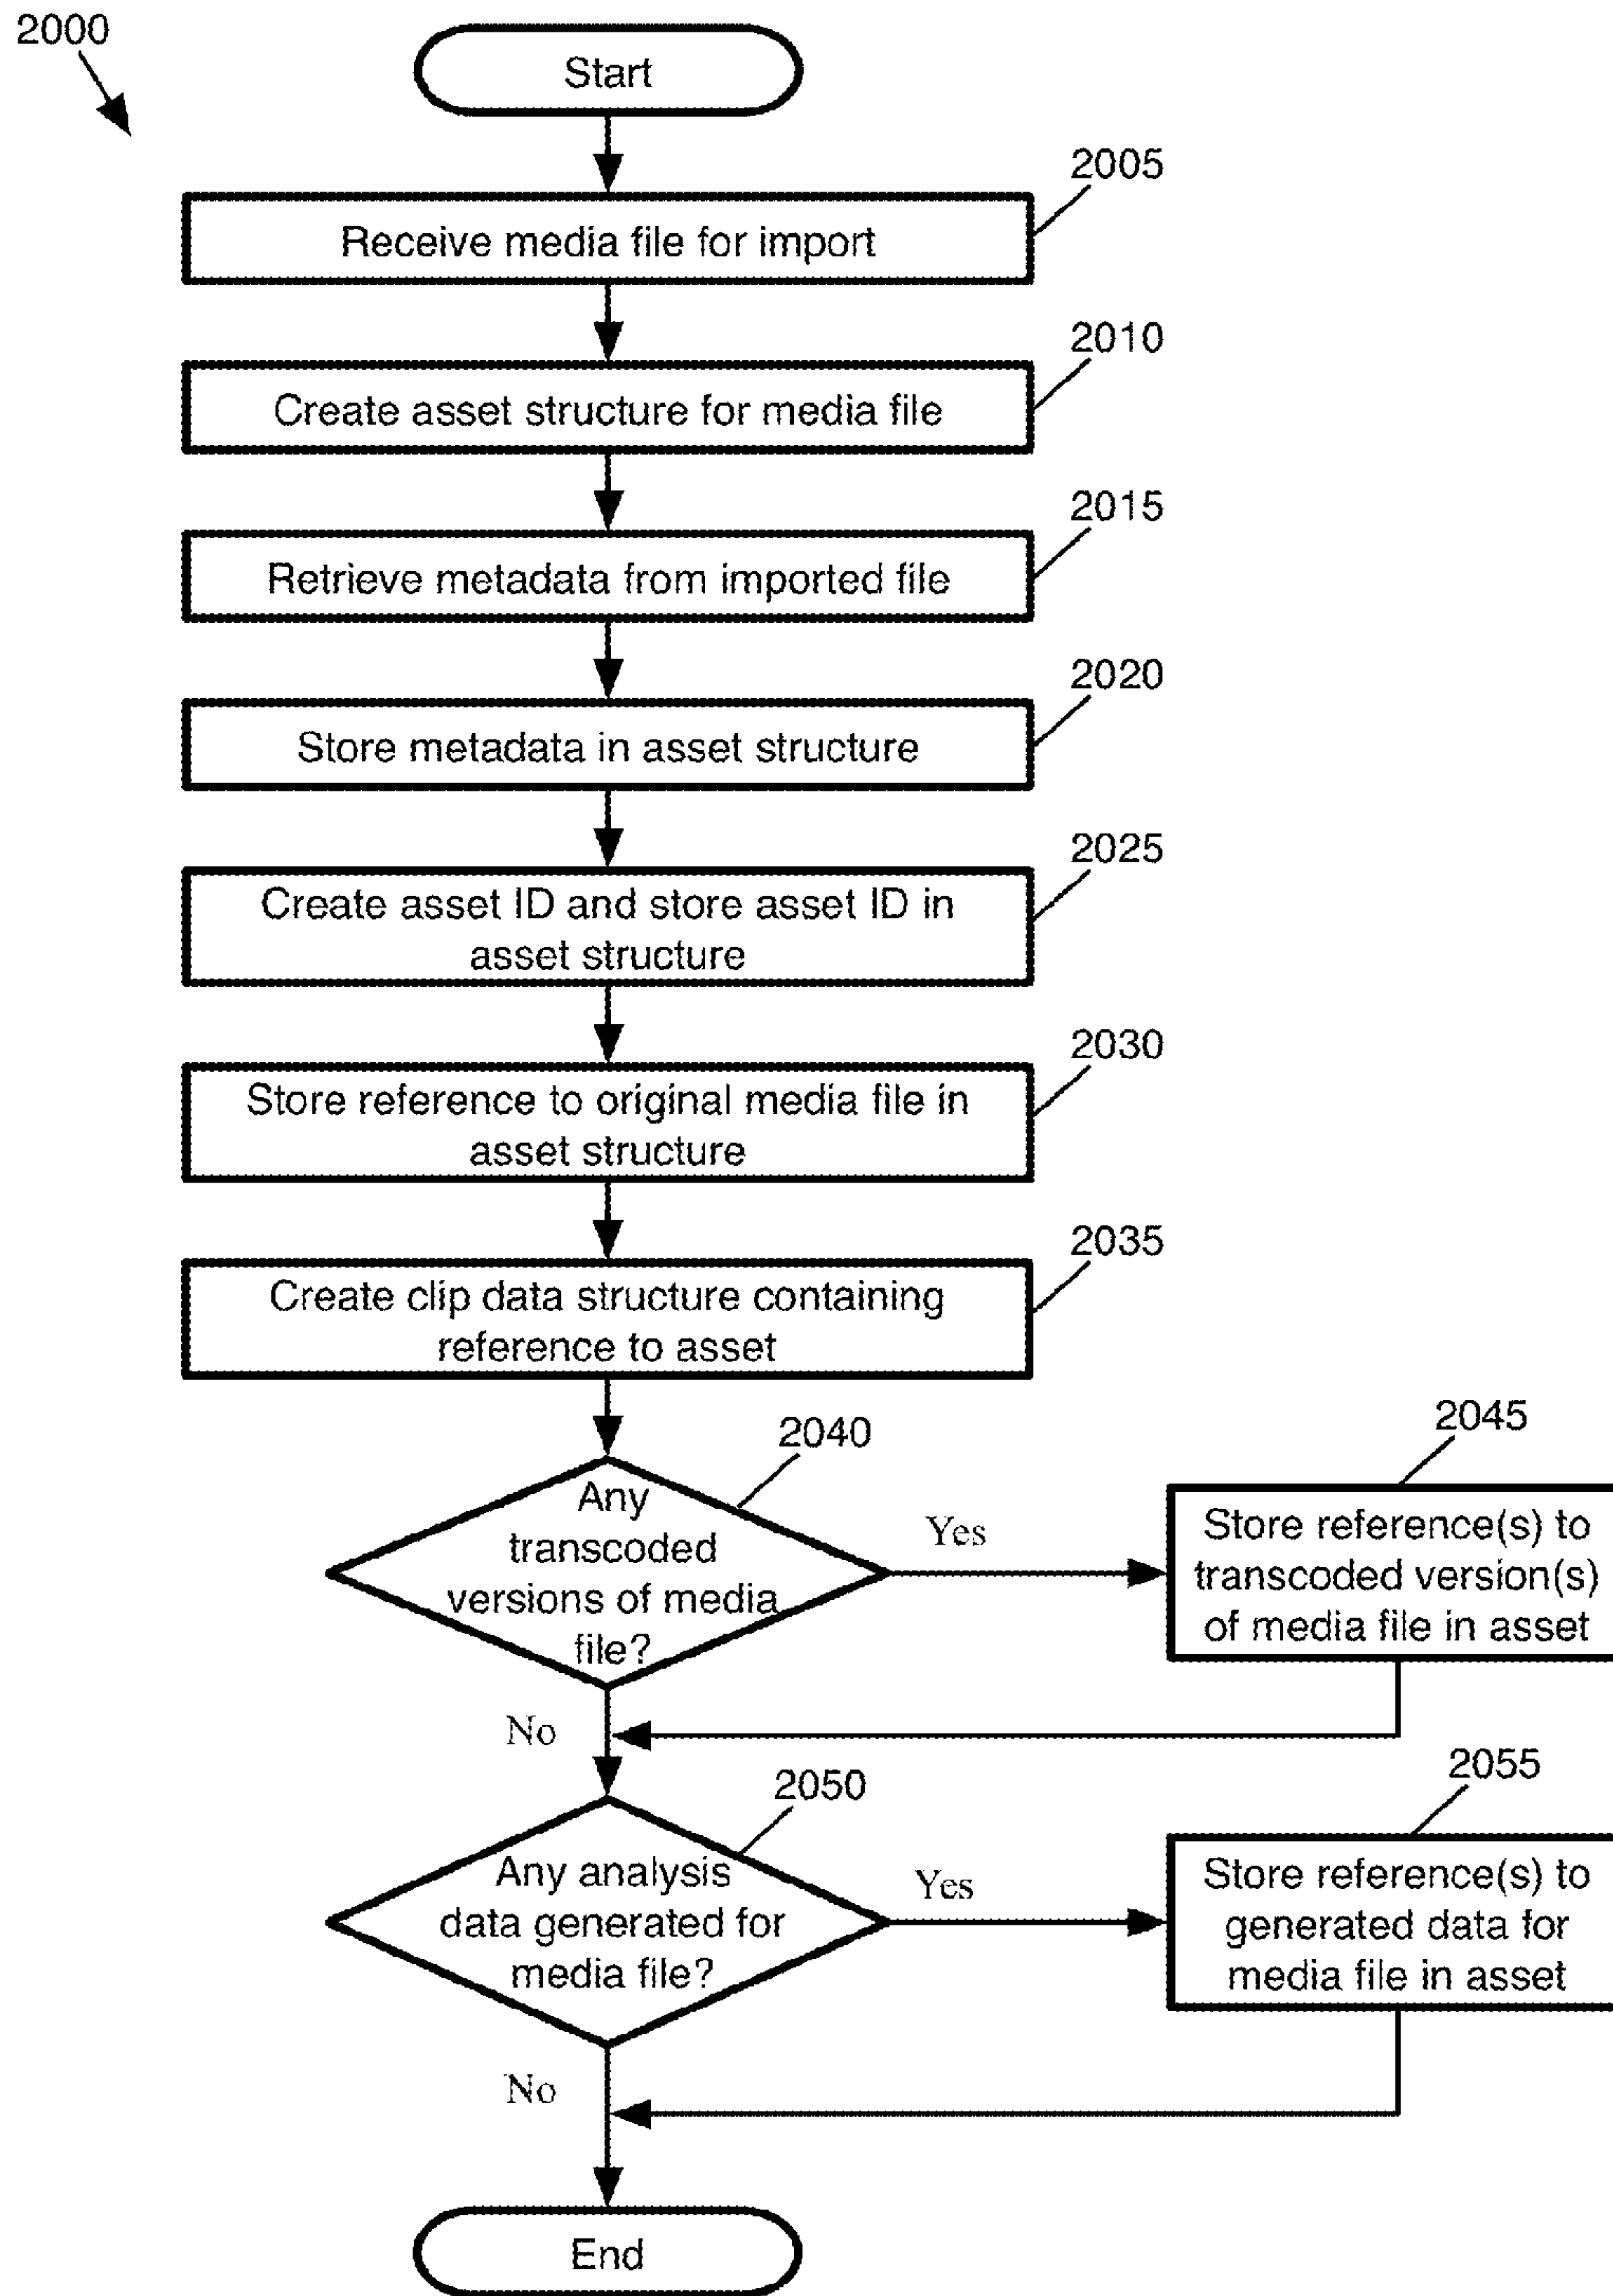 2000
Start
2005
Receive media file for import
2010
Create asset structure for media file
2015
Retrieve metadata from imported file
2020
Store metadata in asset structure
2025
Create asset ID and store asset ID in
asset structure
2030
Store reference to original media file in
asset structure
2035
Create clip data structure containing
reference to asset
2040
Any
transcoded
versions of media
file?
Yes
2045
Store reference(s) to
transcoded version(s)
of media file in asset
No
2050
Any analysis
data generated for
media file?
Yes
2055
Store reference(s) to
generated data for
media file in asset
No
End